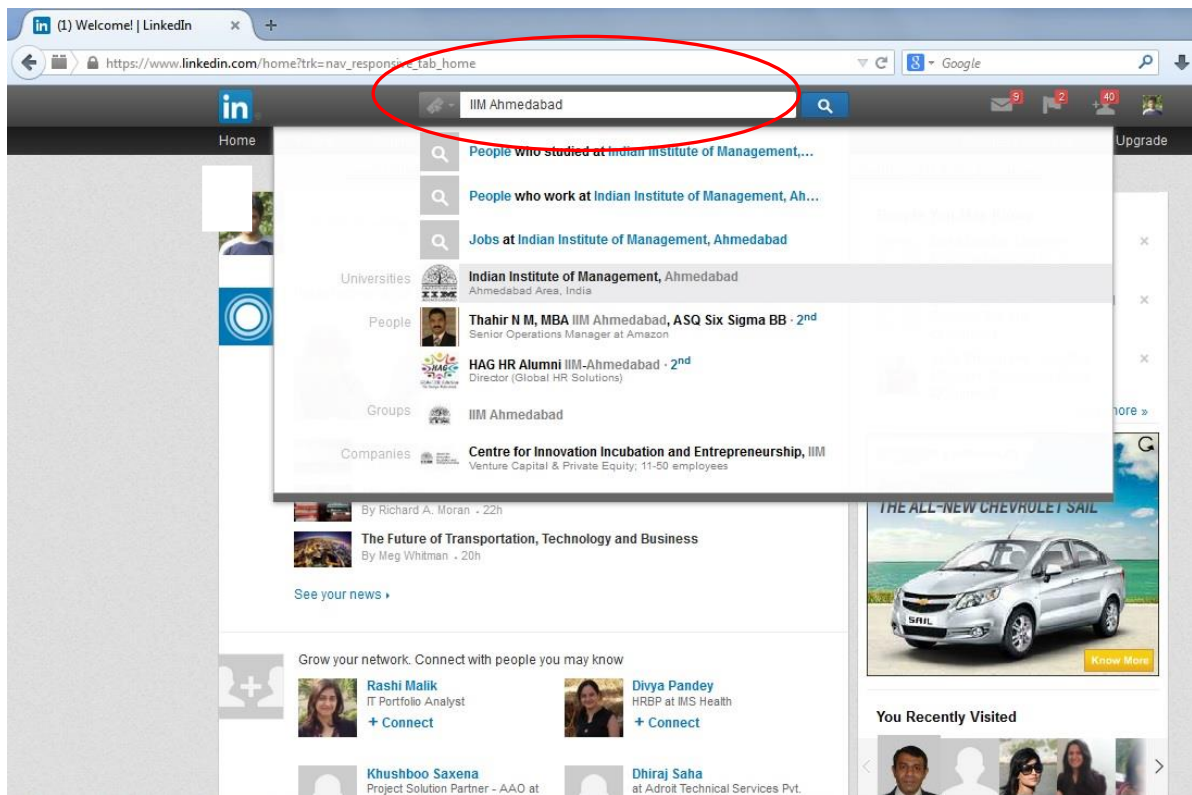 in (1) Welcome! | LinkedIn × +
https://www.linkedin.com/home?trk=nav_responsive_tab_home
8 Google
in
IIM Ahmedabad
9 2 +40
Home
Upgrade
People who studied at Indian Institute of Management,...
People who work at Indian Institute of Management, Ah...
Jobs at Indian Institute of Management, Ahmedabad
Universities
Indian Institute of Management, Ahmedabad
Ahmedabad Area, India
People
Thahir N M, MBA IIM Ahmedabad, ASQ Six Sigma BB · 2nd
Senior Operations Manager at Amazon
HAG HR Alumni IIM-Ahmedabad · 2nd
Director (Global HR Solutions)
Groups
IIM Ahmedabad
Companies
Centre for Innovation Incubation and Entrepreneurship, IIM
Venture Capital & Private Equity; 11-50 employees
more »
By Richard A. Moran . 22h
The Future of Transportation, Technology and Business
By Meg Whitman . 20h
See your news
THE ALL-NEW CHEVROLET SAIL
SAIL
Know More
Grow your network. Connect with people you may know
Rashi Malik
IT Portfolio Analyst
+ Connect
Divya Pandey
HRBP at IMS Health
+ Connect
You Recently Visited
Khushboo Saxena
Project Solution Partner - AAO at
Dhiraj Saha
at Adroit Technical Services Pvt.